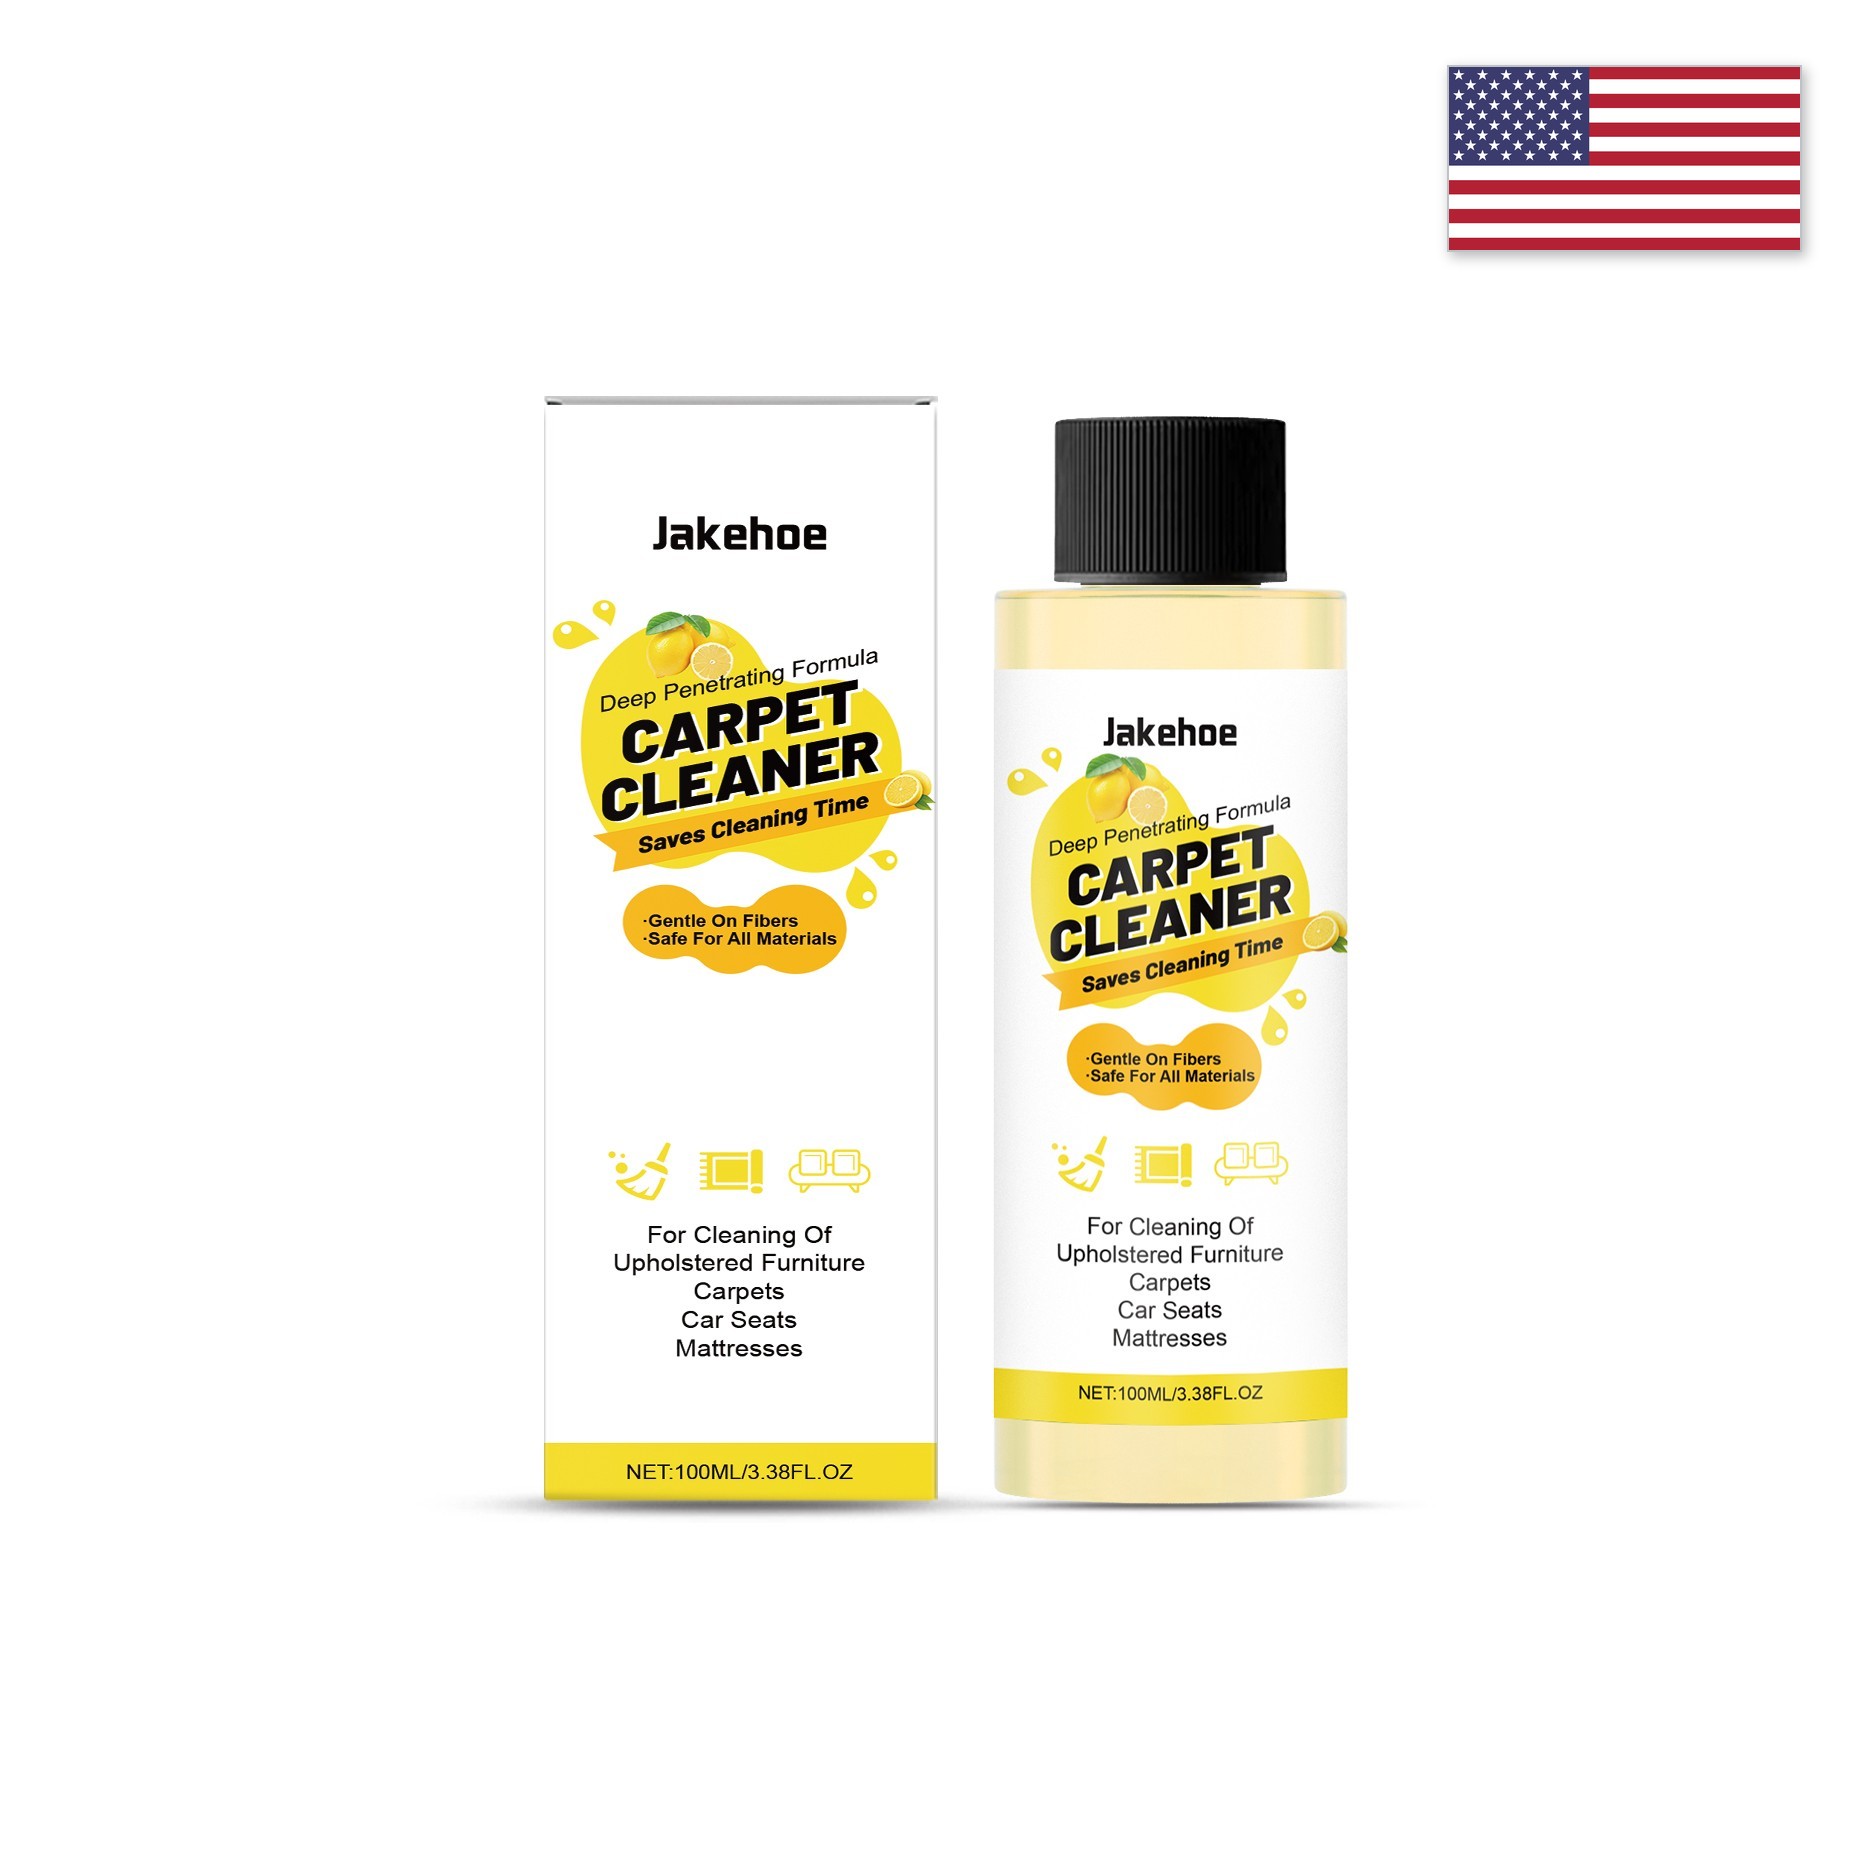 Jakehoe
Deep Penetrating Formula
CARPET
CLEANER
Saves Cleaning Time
·Gentle On Fibers
·Safe For All Materials
For Cleaning Of
Upholstered Furniture
Carpets
Car Seats
Mattresses
NET:100ML/3.38FL.OZ
Jakehoe
Deep Penetrating Formula
CARPET
CLEANER
Saves Cleaning Time
·Gentle On Fibers
·Safe For All Materials
For Cleaning Of
Upholstered Furniture
Carpets
Car Seats
Mattresses
NET:100ML/3.38FL.OZ